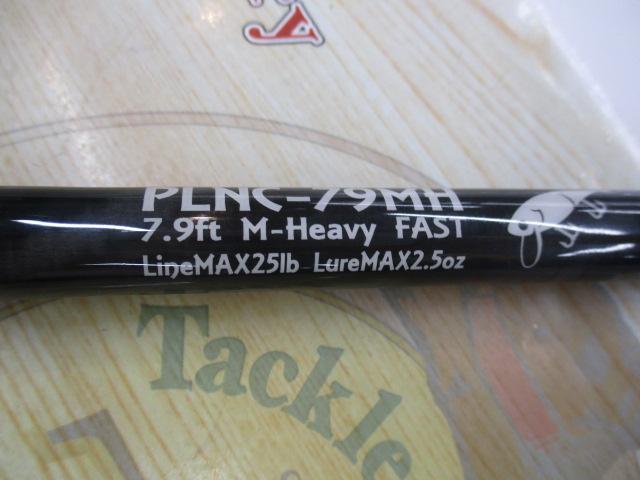 y
PLNC-79MH
7.9ft M-Heavy FAST
LineMAX25lb LureMAX2.5oz
Tackle